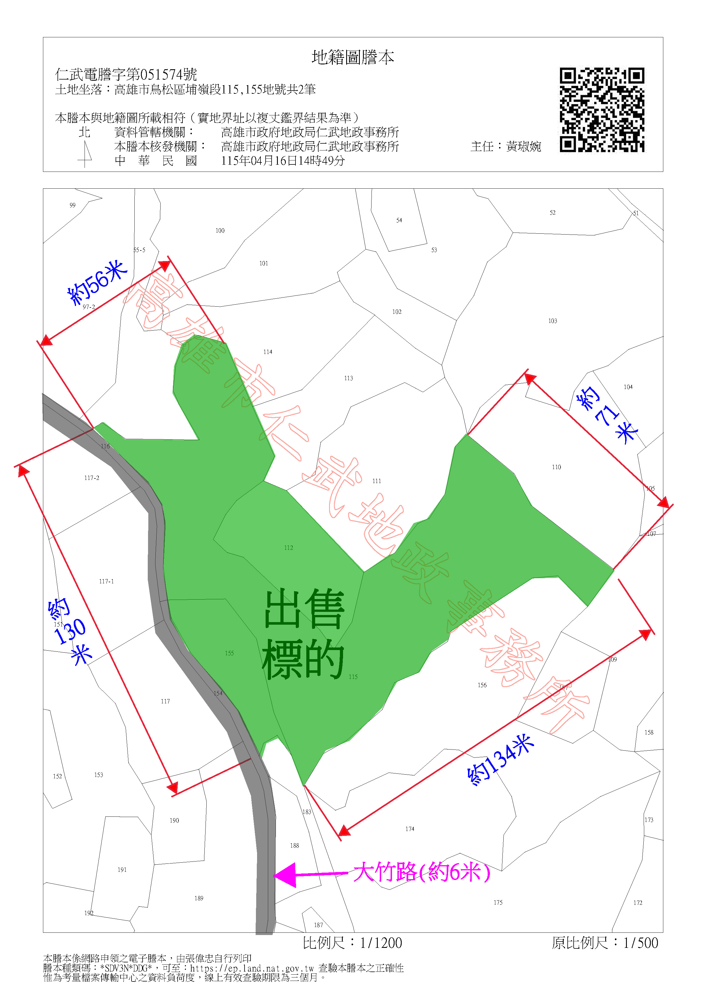 地籍圖謄本
仁武電謄字第051574號
土地坐落：高雄市鳥松區埔嶺段115,155地號共2筆
本謄本與地籍圖所載相符（實地界址以複丈鑑界結果為準）
北 資料管轄機關： 高雄市政府地政局仁武地政事務所
本謄本核發機關： 高雄市政府地政局仁武地政事務所 主任：黃琡婉
中 華 民 國 115年04月16日14時49分
99
52
51
54
100
55-5
53
101
約56米
97-2
102
103
114
113
104
約
71
米
116
110
117-2
111
105
107
112
117-1
出售
標的
約
130
米
151
155
109
115
156
157
154
117
158
約134米
152
153
183
190
173
174
188
191
大竹路(約6米)
189
175
172
192
187
高雄市仁武地政事務所
比例尺：1/1200 原比例尺：1/500
本謄本係網路申領之電子謄本，由張偉忠自行列印
謄本種類碼：*SDV3N*DDG*，可至：https://ep.land.nat.gov.tw 查驗本謄本之正確性
惟為考量檔案傳輸中心之資料負荷度，線上有效查驗期限為三個月。